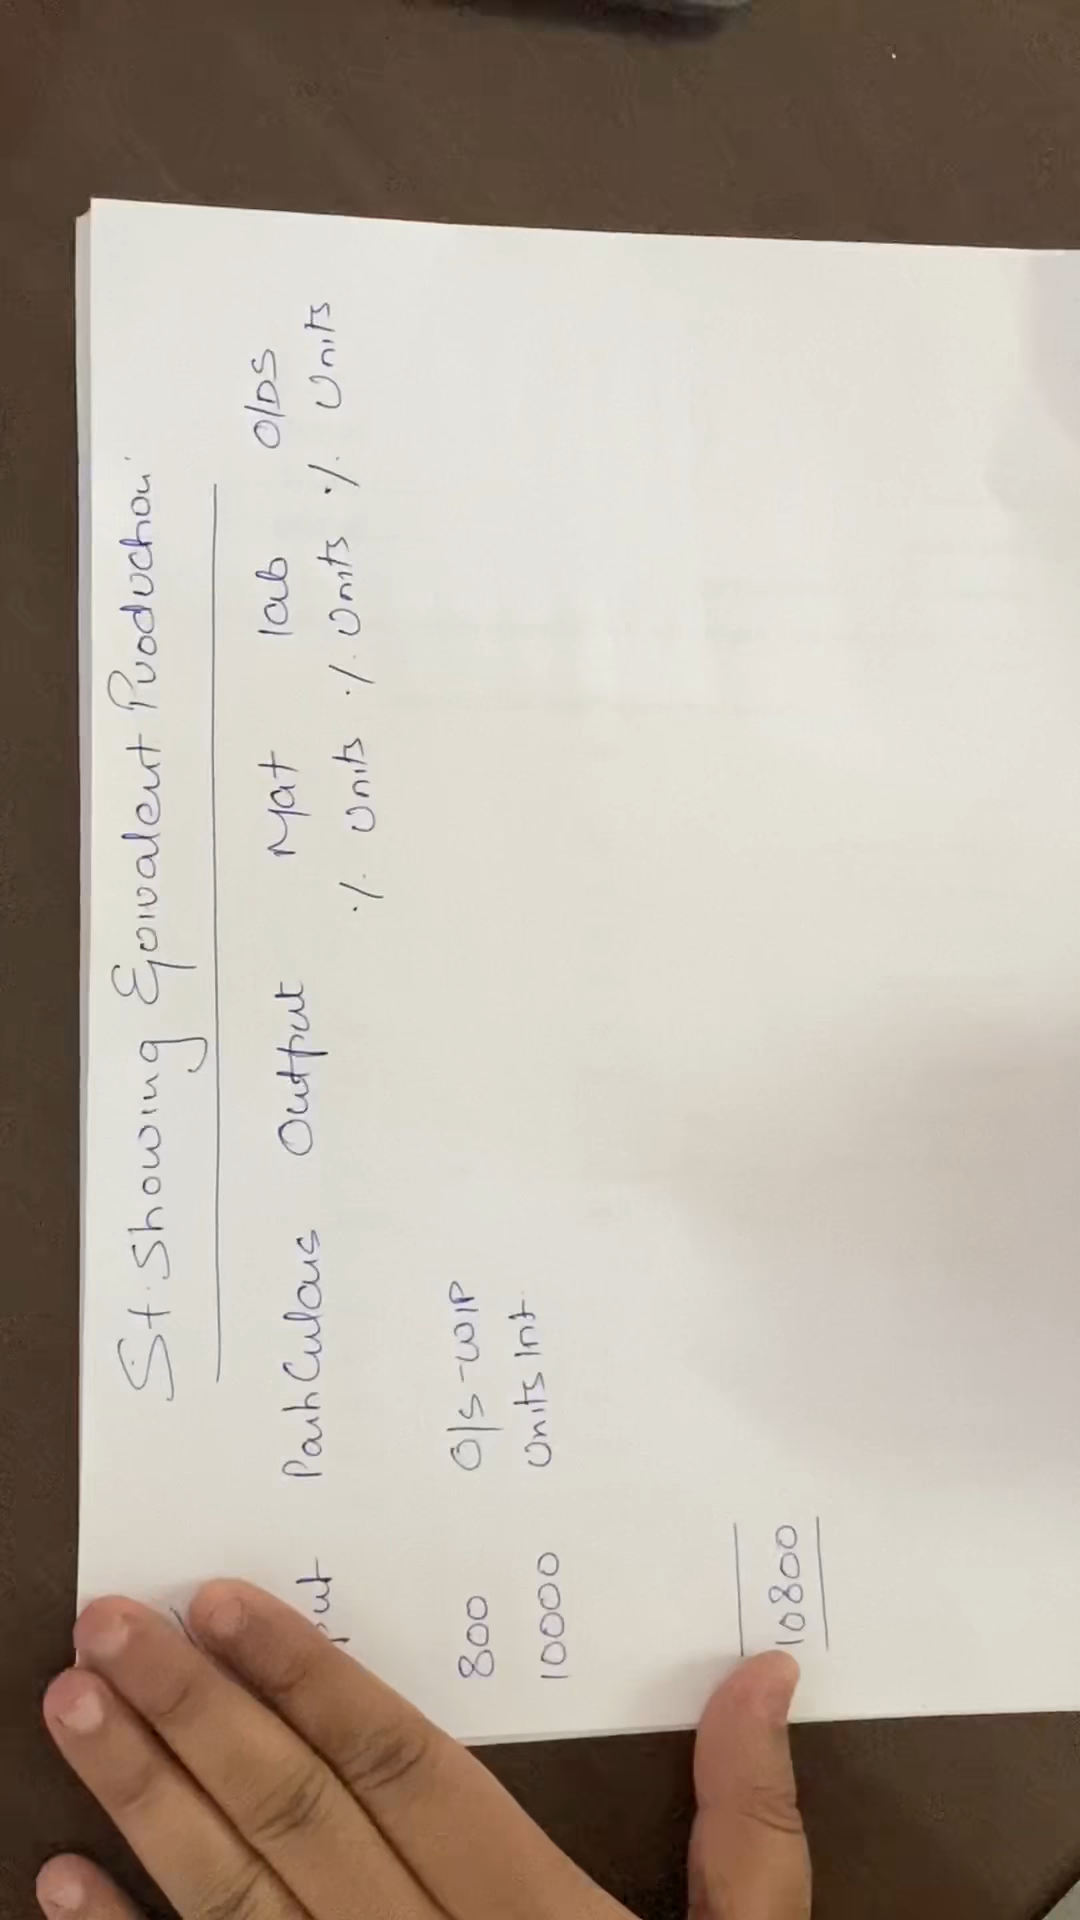 St. Showing Equivalent Production
put Particulars Output Mat lab O/DS
% Units % Units % Units
800 O/S-WIP
10000 Units Int.
10800